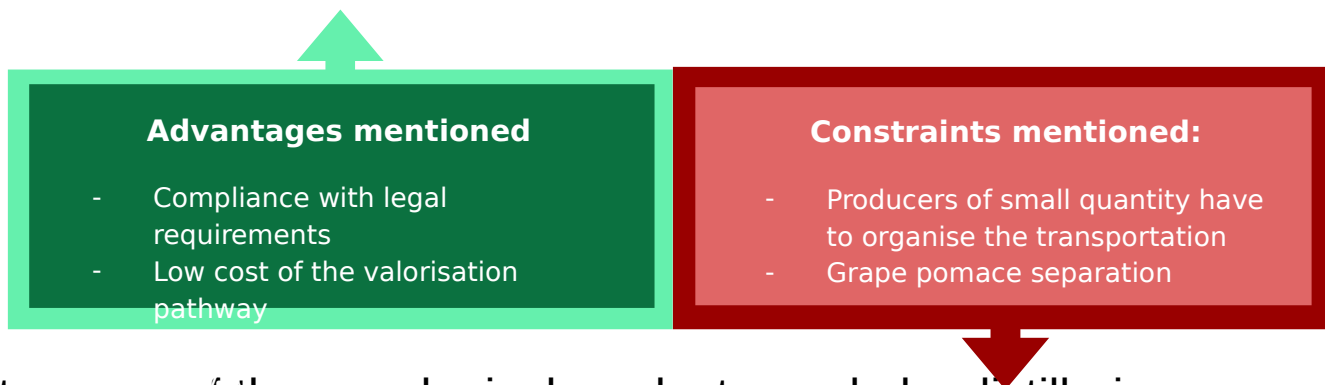 Advantages mentioned
- Compliance with legal
requirements
- Low cost of the valorisation
pathway
Constraints mentioned:
- Producers of small quantity have
to organise the transportation
- Grape pomace separation